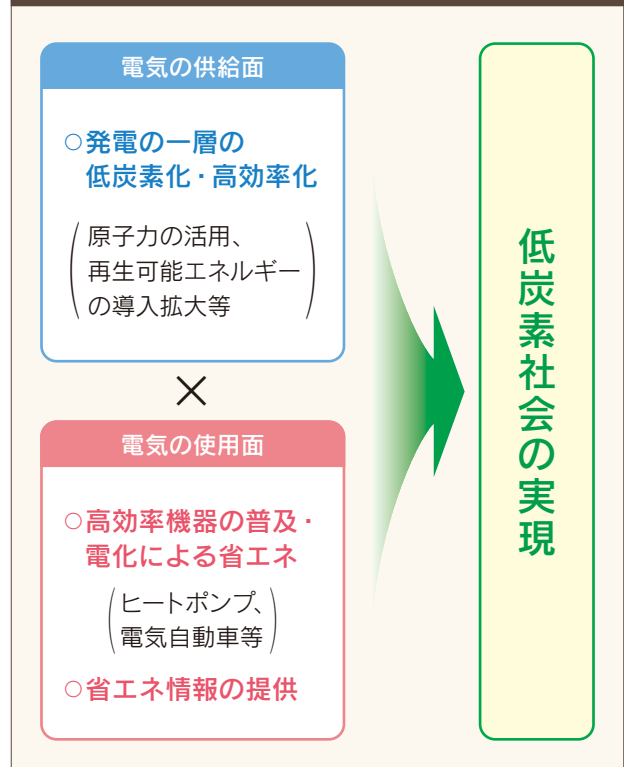 電気の供給面
○発電の一層の
低炭素化・高効率化
(原子力の活用、
再生可能エネルギー
の導入拡大等)
×
電気の使用面
○高効率機器の普及・
電化による省エネ
(ヒートポンプ、
電気自動車等)
○省エネ情報の提供
低炭素社会の実現